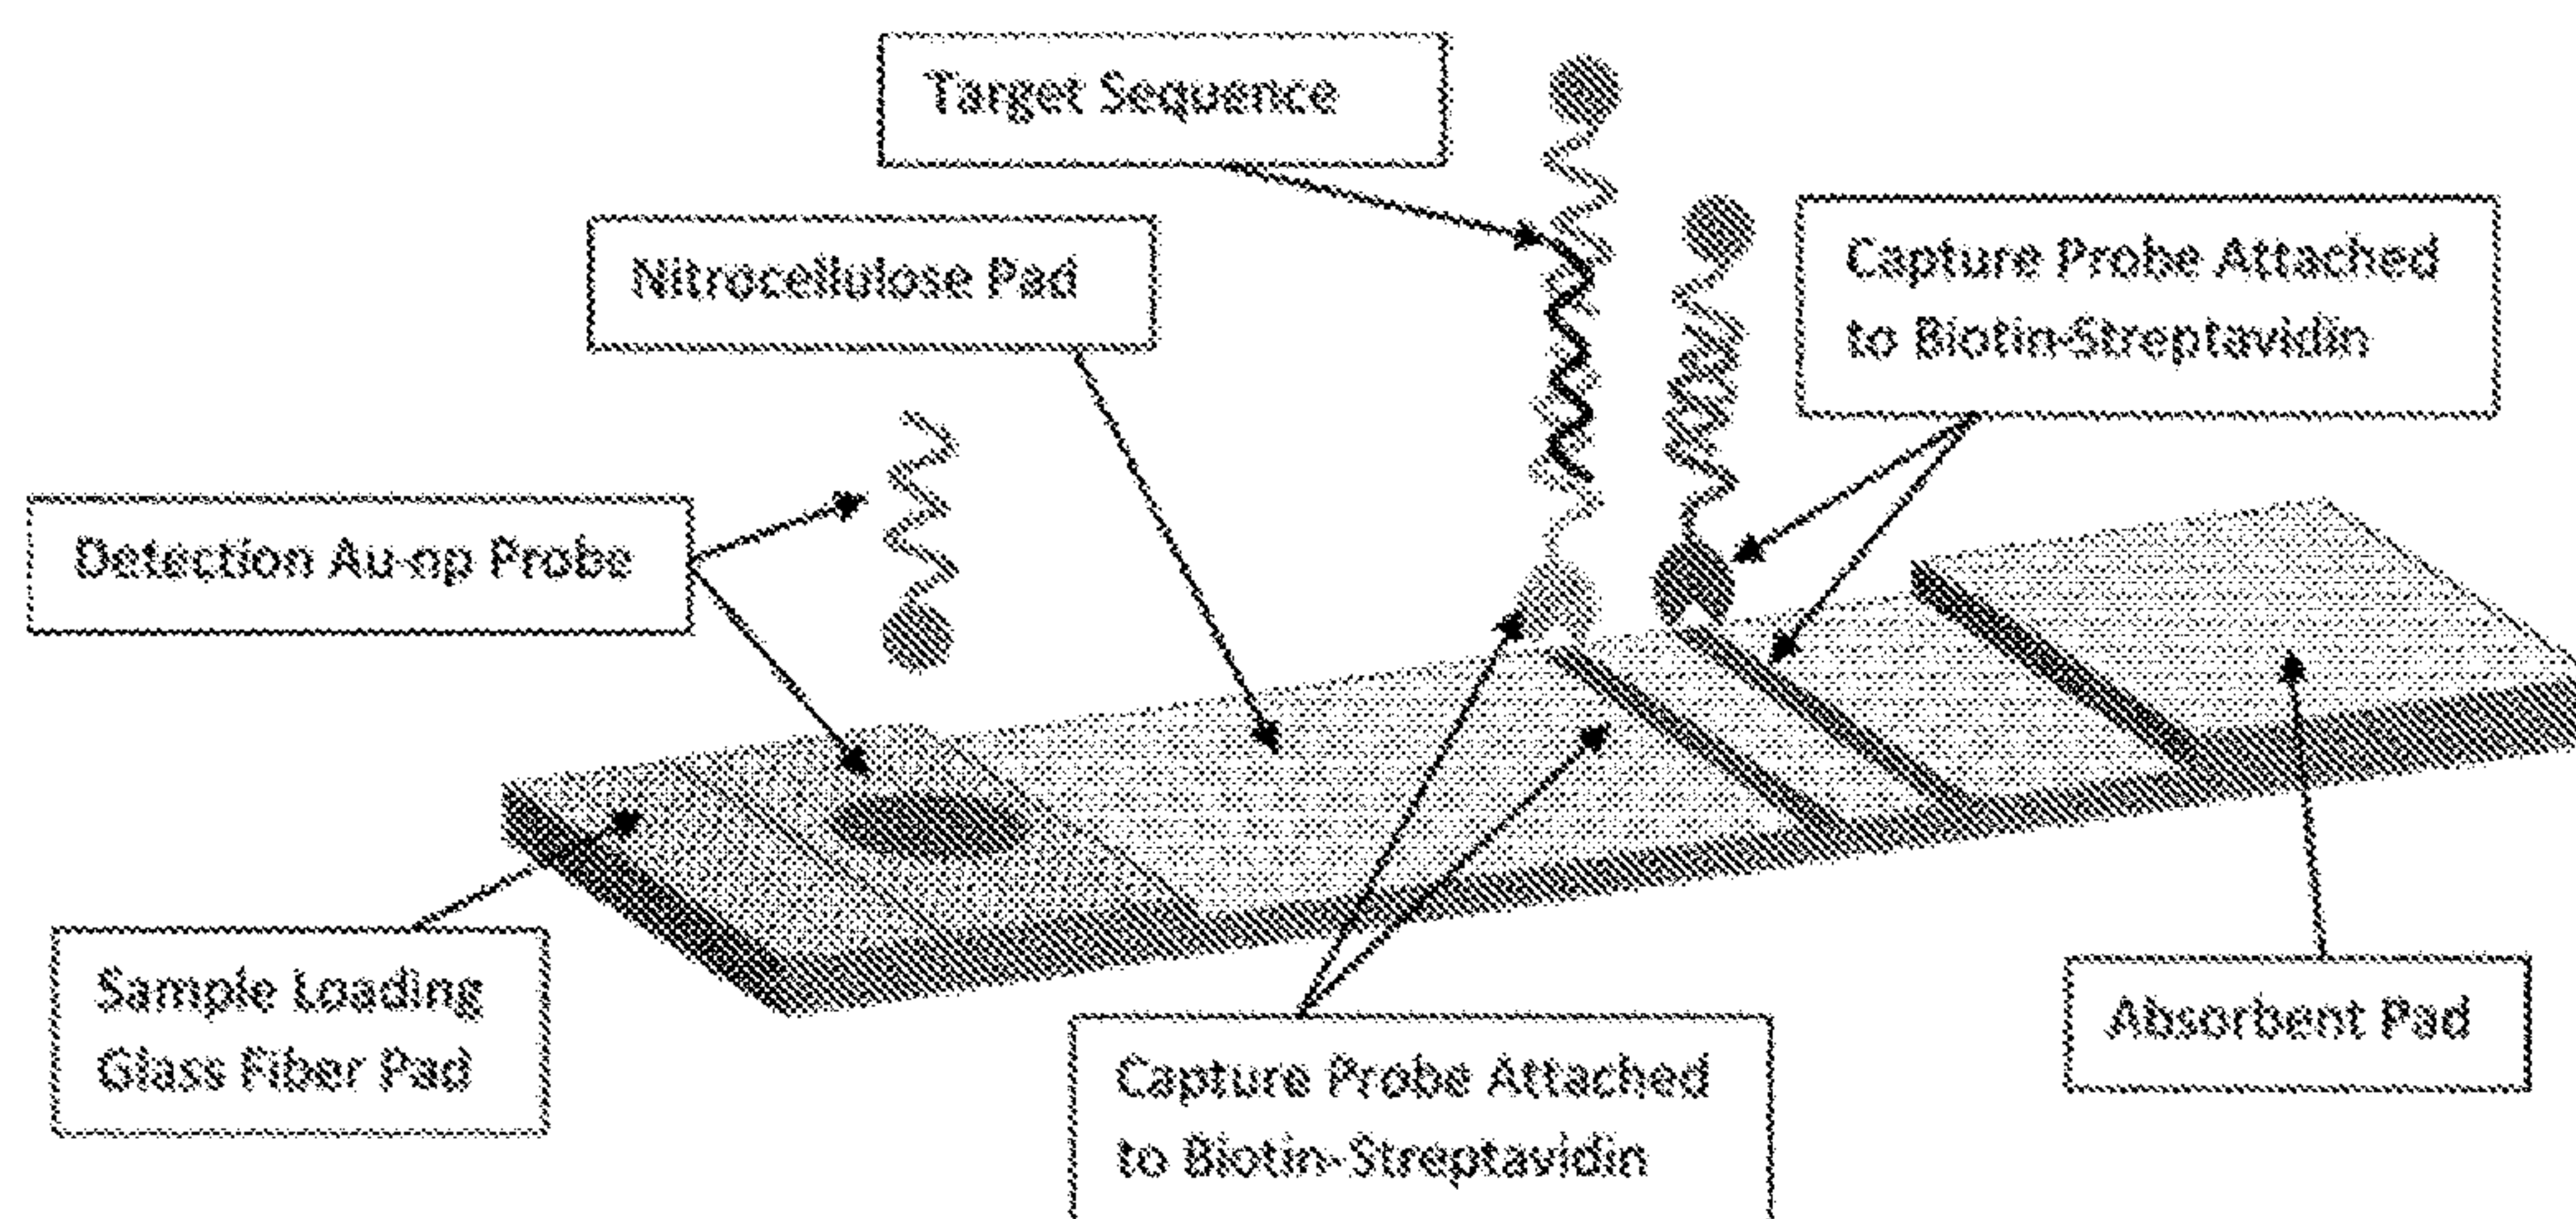 Target Sequence
Nitrocellulose Pad
Capture Probe Attached
to Biotin-Streptavidin
Detection Au-np Probe
Sample Loading
Glass Fiber Pad
Capture Probe Attached
to Biotin-Streptavidin
Absorbent Pad